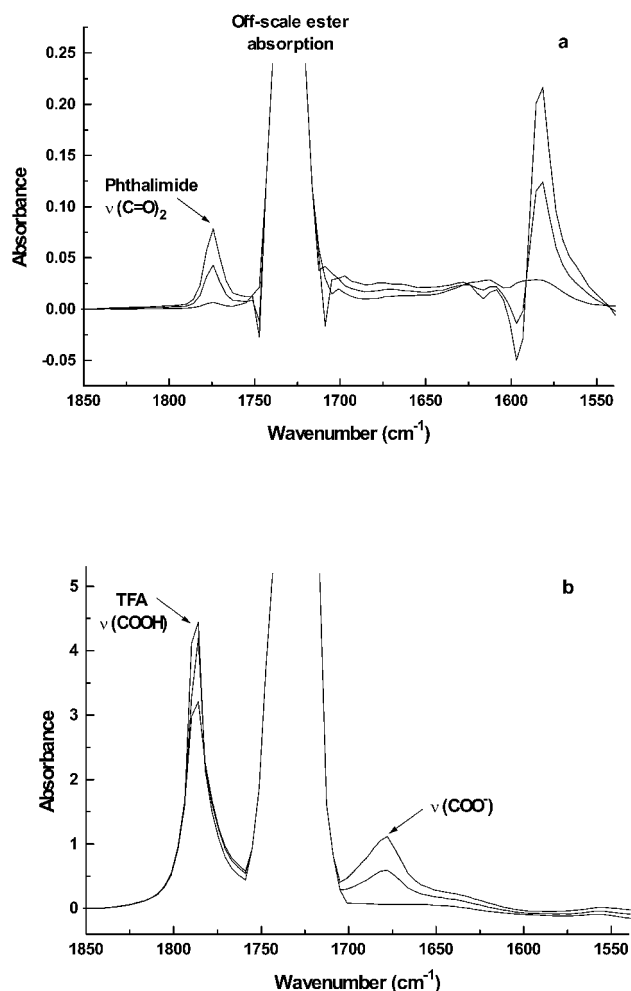 Off-scale ester
absorption
a
0.25
0.20
0.15
0.10
0.05
0.00
-0.05
Phthalimide
ν (C=O)₂
Absorbance
1850 1800 1750 1700 1650 1600 1550
Wavenumber (cm⁻¹)
b
TFA
ν (COOH)
ν (COO⁻)
5
4
3
2
1
0
Absorbance
1850 1800 1750 1700 1650 1600 1550
Wavenumber (cm⁻¹)